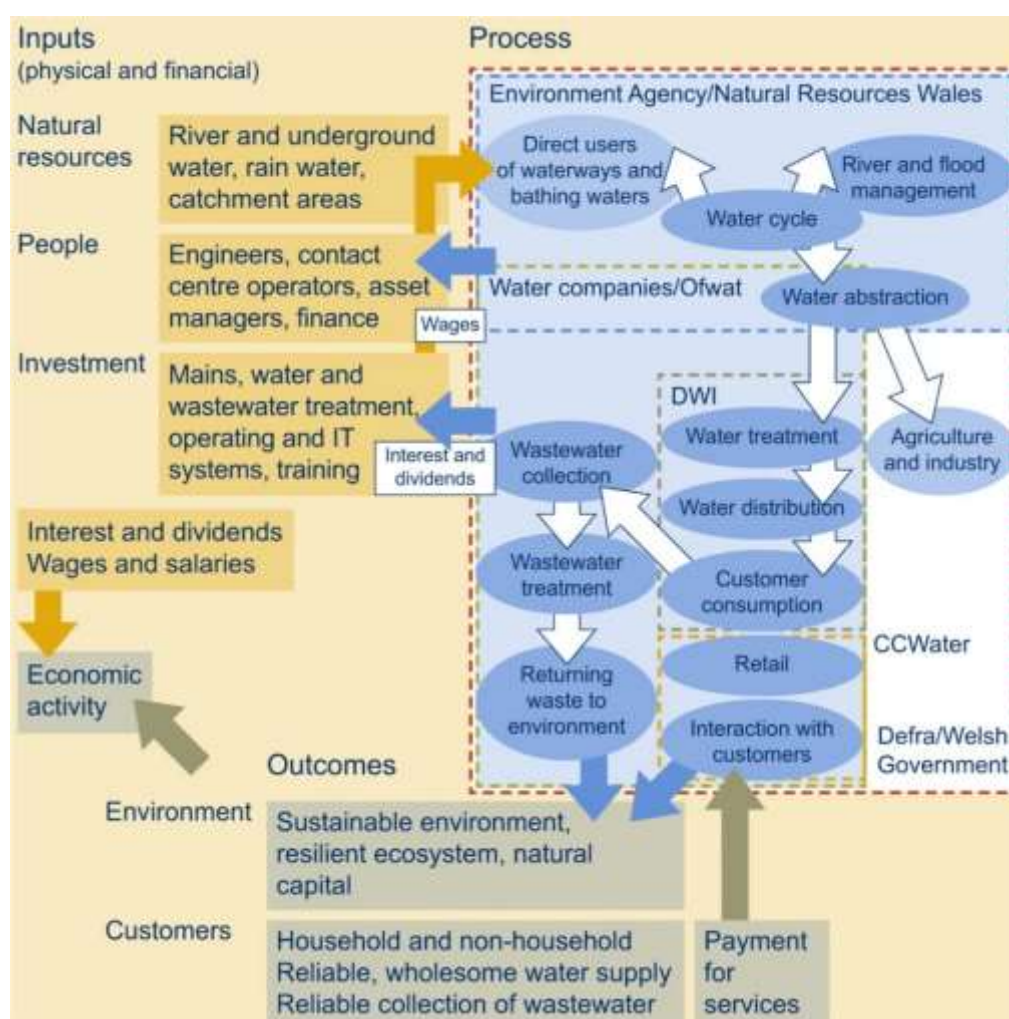 Inputs
(physical and financial)
Natural
resources
River and underground
water, rain water,
catchment areas
People
Engineers, contact
centre operators, asset
managers, finance
Wages
Investment
Mains, water and
wastewater treatment,
operating and IT
systems, training
Interest and
dividends
Interest and dividends
Wages and salaries
Economic
activity
Process
Environment Agency/Natural Resources Wales
Direct users
of waterways and
bathing waters
River and flood
management
Water cycle
Water companies/Ofwat
Water abstraction
DWI
Water treatment
Agriculture
and industry
Wastewater
collection
Water distribution
Wastewater
treatment
Customer
consumption
CCWater
Retail
Returning
waste to
environment
Interaction with
customers
Defra/Welsh
Government
Outcomes
Environment
Sustainable environment,
resilient ecosystem, natural
capital
Customers
Household and non-household
Reliable, wholesome water supply
Reliable collection of wastewater
Payment
for
services